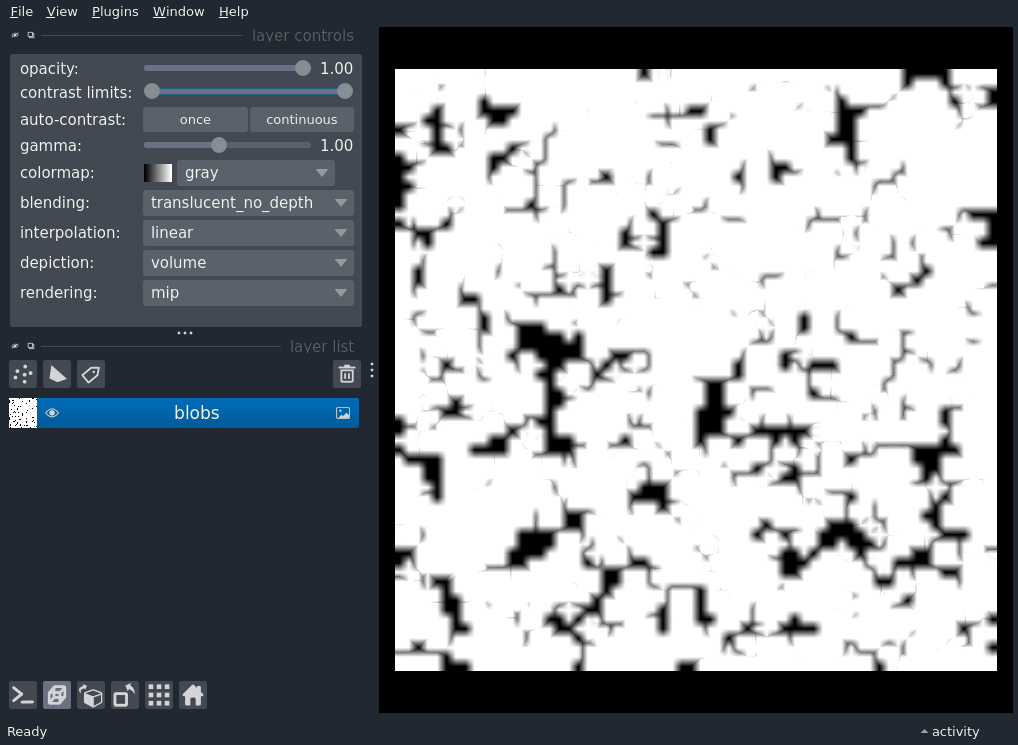 File View Plugins Window Help
layer controls
opacity: 1.00
contrast limits:
auto-contrast: once continuous
gamma: 1.00
colormap: gray
blending: translucent_no_depth
interpolation: linear
depiction: volume
rendering: mip
layer list
blobs
Ready activity